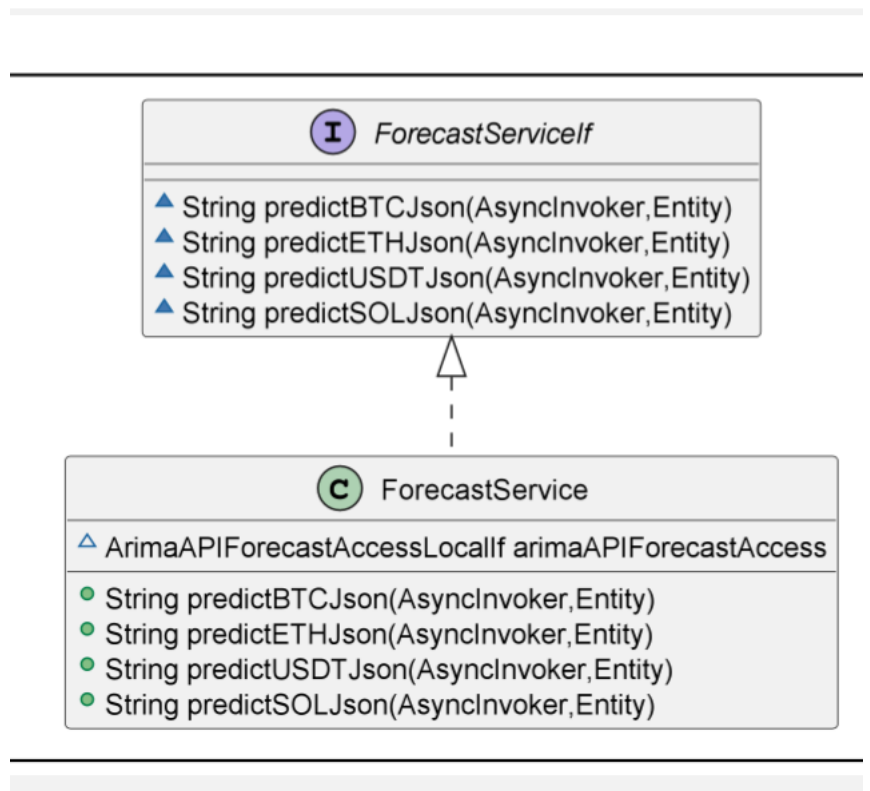 I ForecastServiceIf
String predictBTCJson(AsyncInvoker,Entity)
String predictETHJson(AsyncInvoker,Entity)
String predictUSDTJson(AsyncInvoker,Entity)
String predictSOLJson(AsyncInvoker,Entity)
C ForecastService
ArimaAPIForecastAccessLocalIf arimaAPIForecastAccess
String predictBTCJson(AsyncInvoker,Entity)
String predictETHJson(AsyncInvoker,Entity)
String predictUSDTJson(AsyncInvoker,Entity)
String predictSOLJson(AsyncInvoker,Entity)